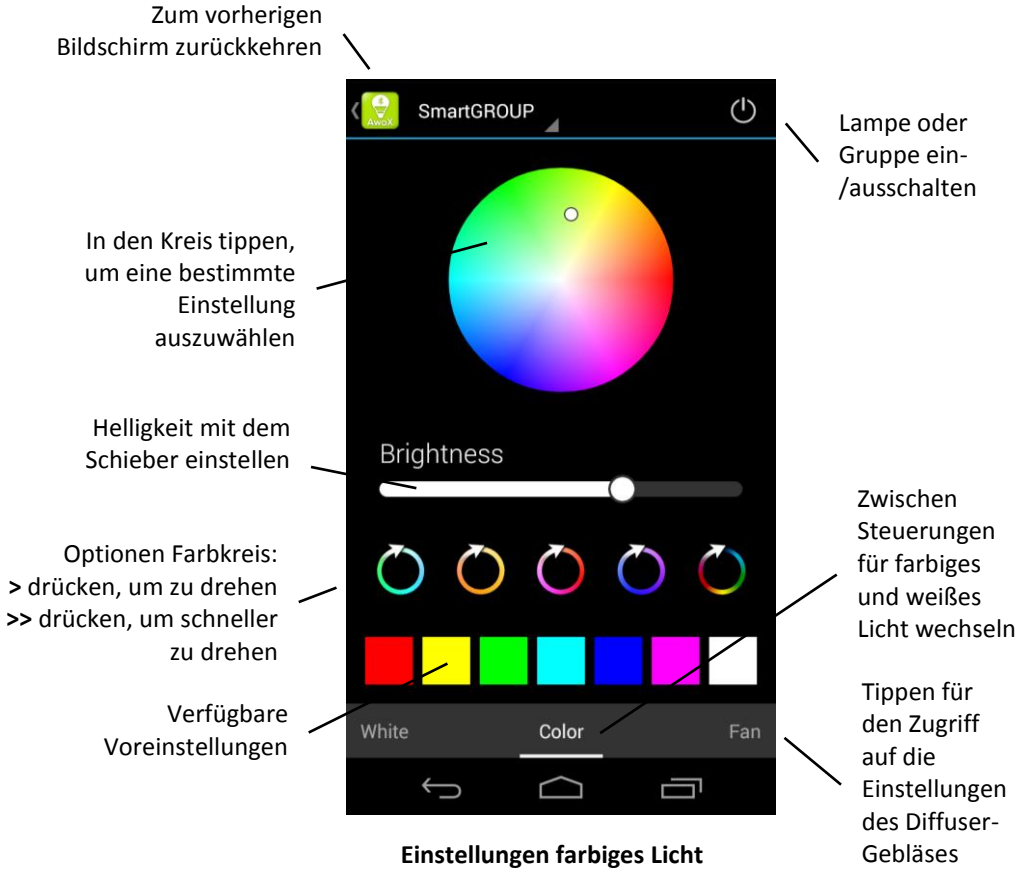 Zum vorherigen
Bildschirm zurückkehren
AwoX
SmartGROUP
Lampe oder
Gruppe ein-
/ausschalten
In den Kreis tippen,
um eine bestimmte
Einstellung
auszuwählen
Helligkeit mit dem
Schieber einstellen
Brightness
Zwischen
Steuerungen
für farbiges
und weißes
Licht wechseln
Optionen Farbkreis:
> drücken, um zu drehen
>> drücken, um schneller
zu drehen
Verfügbare
Voreinstellungen
White Color Fan
Tippen für
den Zugriff
auf die
Einstellungen
des Diffuser-
Gebläses
Einstellungen farbiges Licht